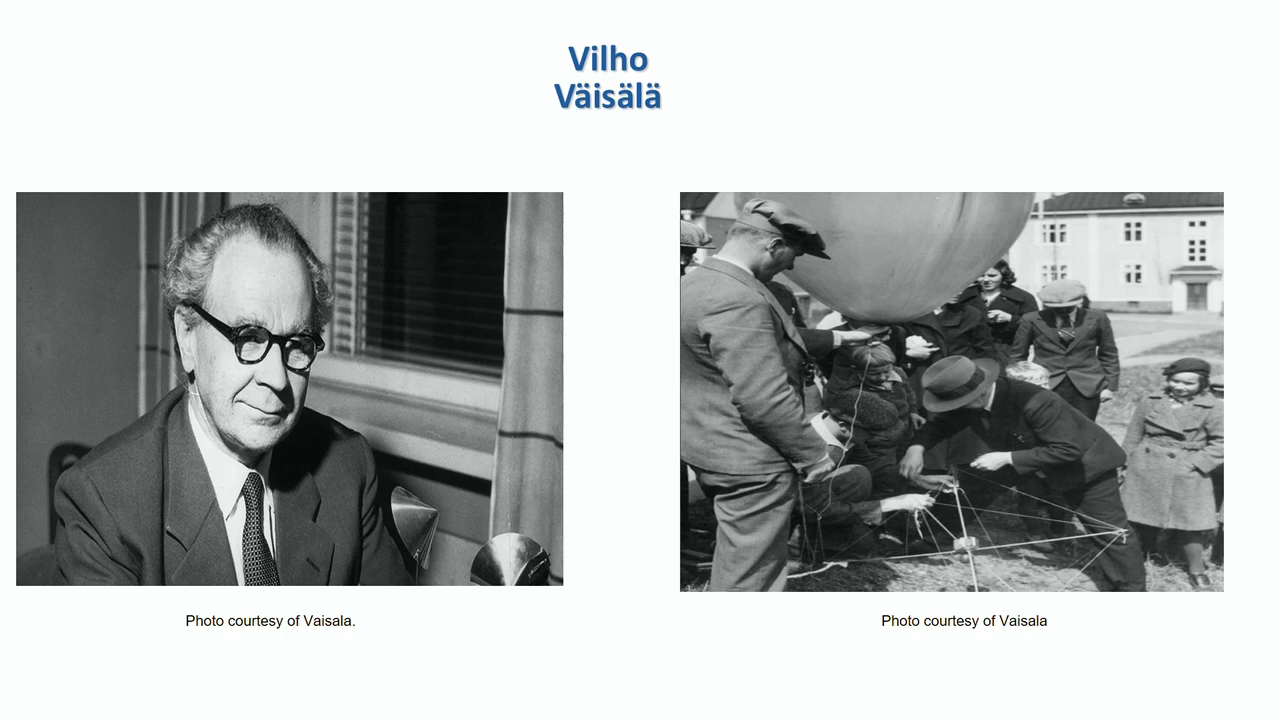 Vilho
Väisälä
Photo courtesy of Vaisala.
Photo courtesy of Vaisala